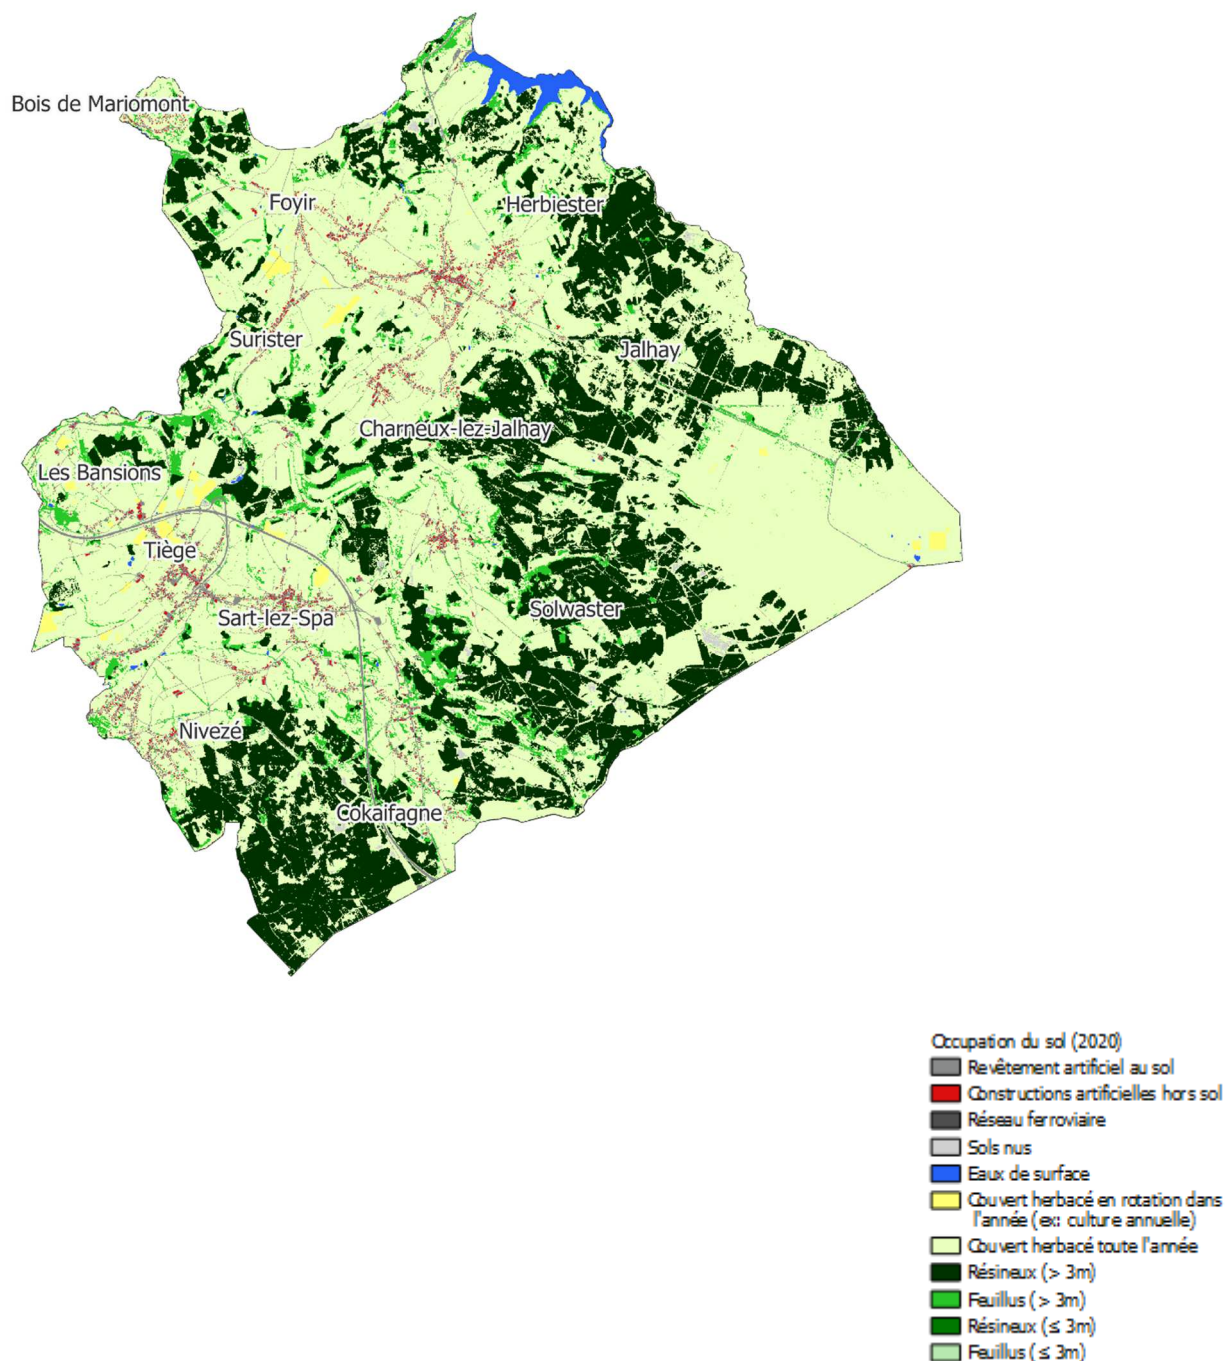 Bois de Mariomont
Foyir
Herbiester
Surister
Jalhay
Charneux-lez-Jalhay
Les Bansions
Tiège
Solwaster
Sart-lez-Spa
Nivezé
Cokaifagne
Occupation du sol (2020)
Revêtement artificiel au sol
Constructions artificielles hors sol
Réseau ferroviaire
Sols nus
Eaux de surface
Couvert herbacé en rotation dans
l'année (ex: culture annuelle)
Couvert herbacé toute l'année
Résineux (> 3m)
Feuillus (> 3m)
Résineux (≤ 3m)
Feuillus (≤ 3m)